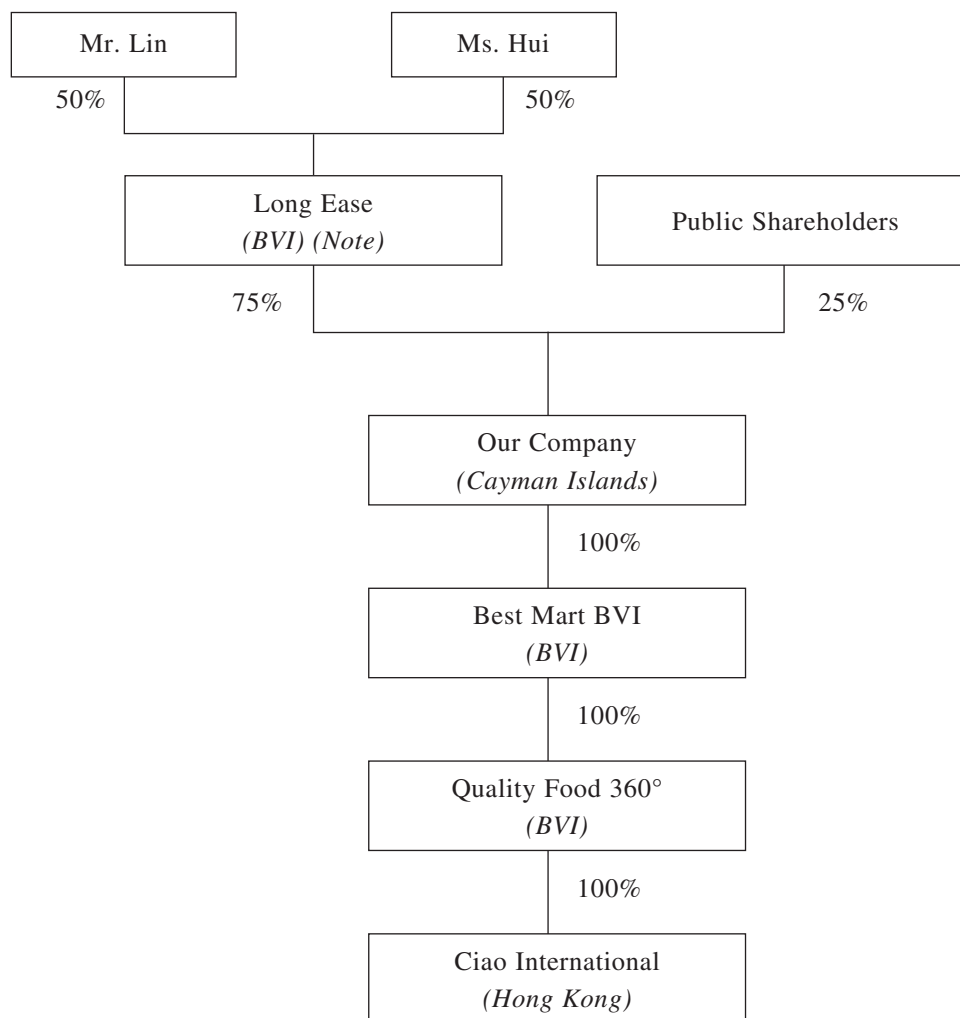 Mr. Lin
Ms. Hui
50%
50%
Long Ease
(BVI) (Note)
Public Shareholders
75%
25%
Our Company
(Cayman Islands)
100%
Best Mart BVI
(BVI)
100%
Quality Food 360°
(BVI)
100%
Ciao International
(Hong Kong)